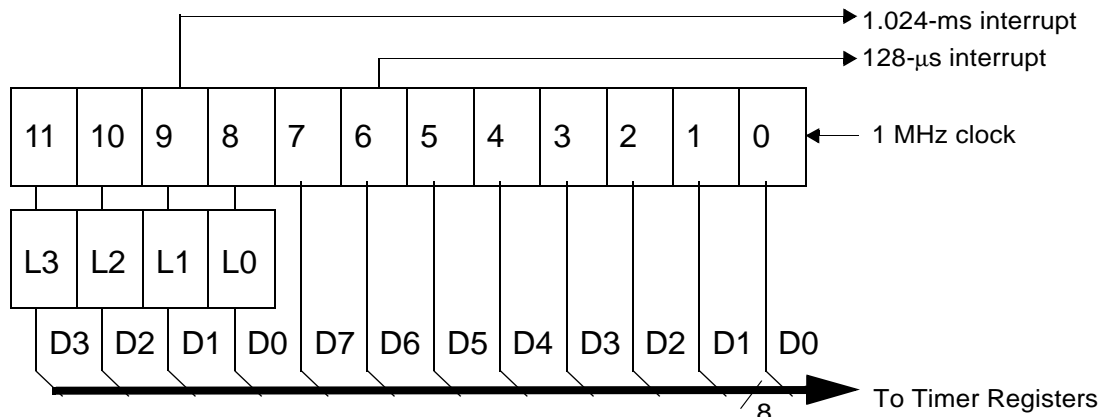 1.024-ms interrupt
128-μs interrupt
11 10 9 8 7 6 5 4 3 2 1 0
1 MHz clock
L3 L2 L1 L0
D3 D2 D1 D0 D7 D6 D5 D4 D3 D2 D1 D0
8
To Timer Registers